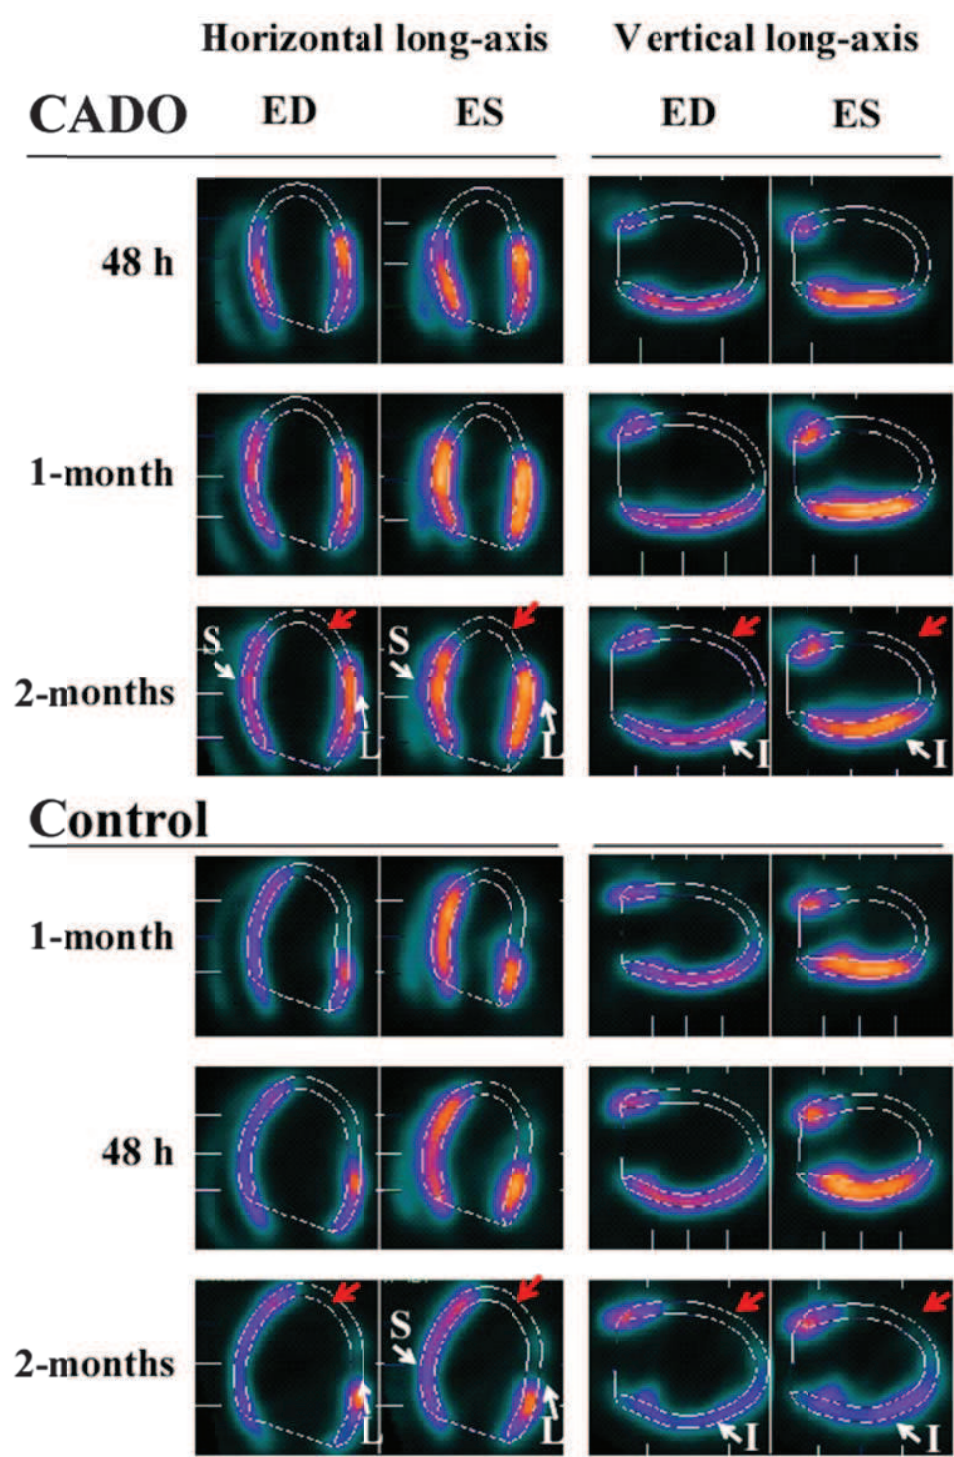 Horizontal long-axis Vertical long-axis
CADO ED ES ED ES
48 h
1-month
S S
2-months
L L I I
Control
1-month
48 h
S
2-months
L L I I